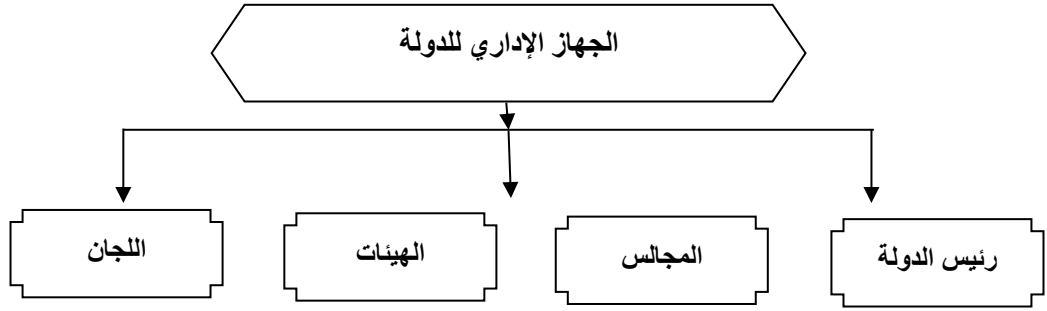 الجهاز الإداري للدولة
رئيس الدولة
المجالس
الهيئات
اللجان